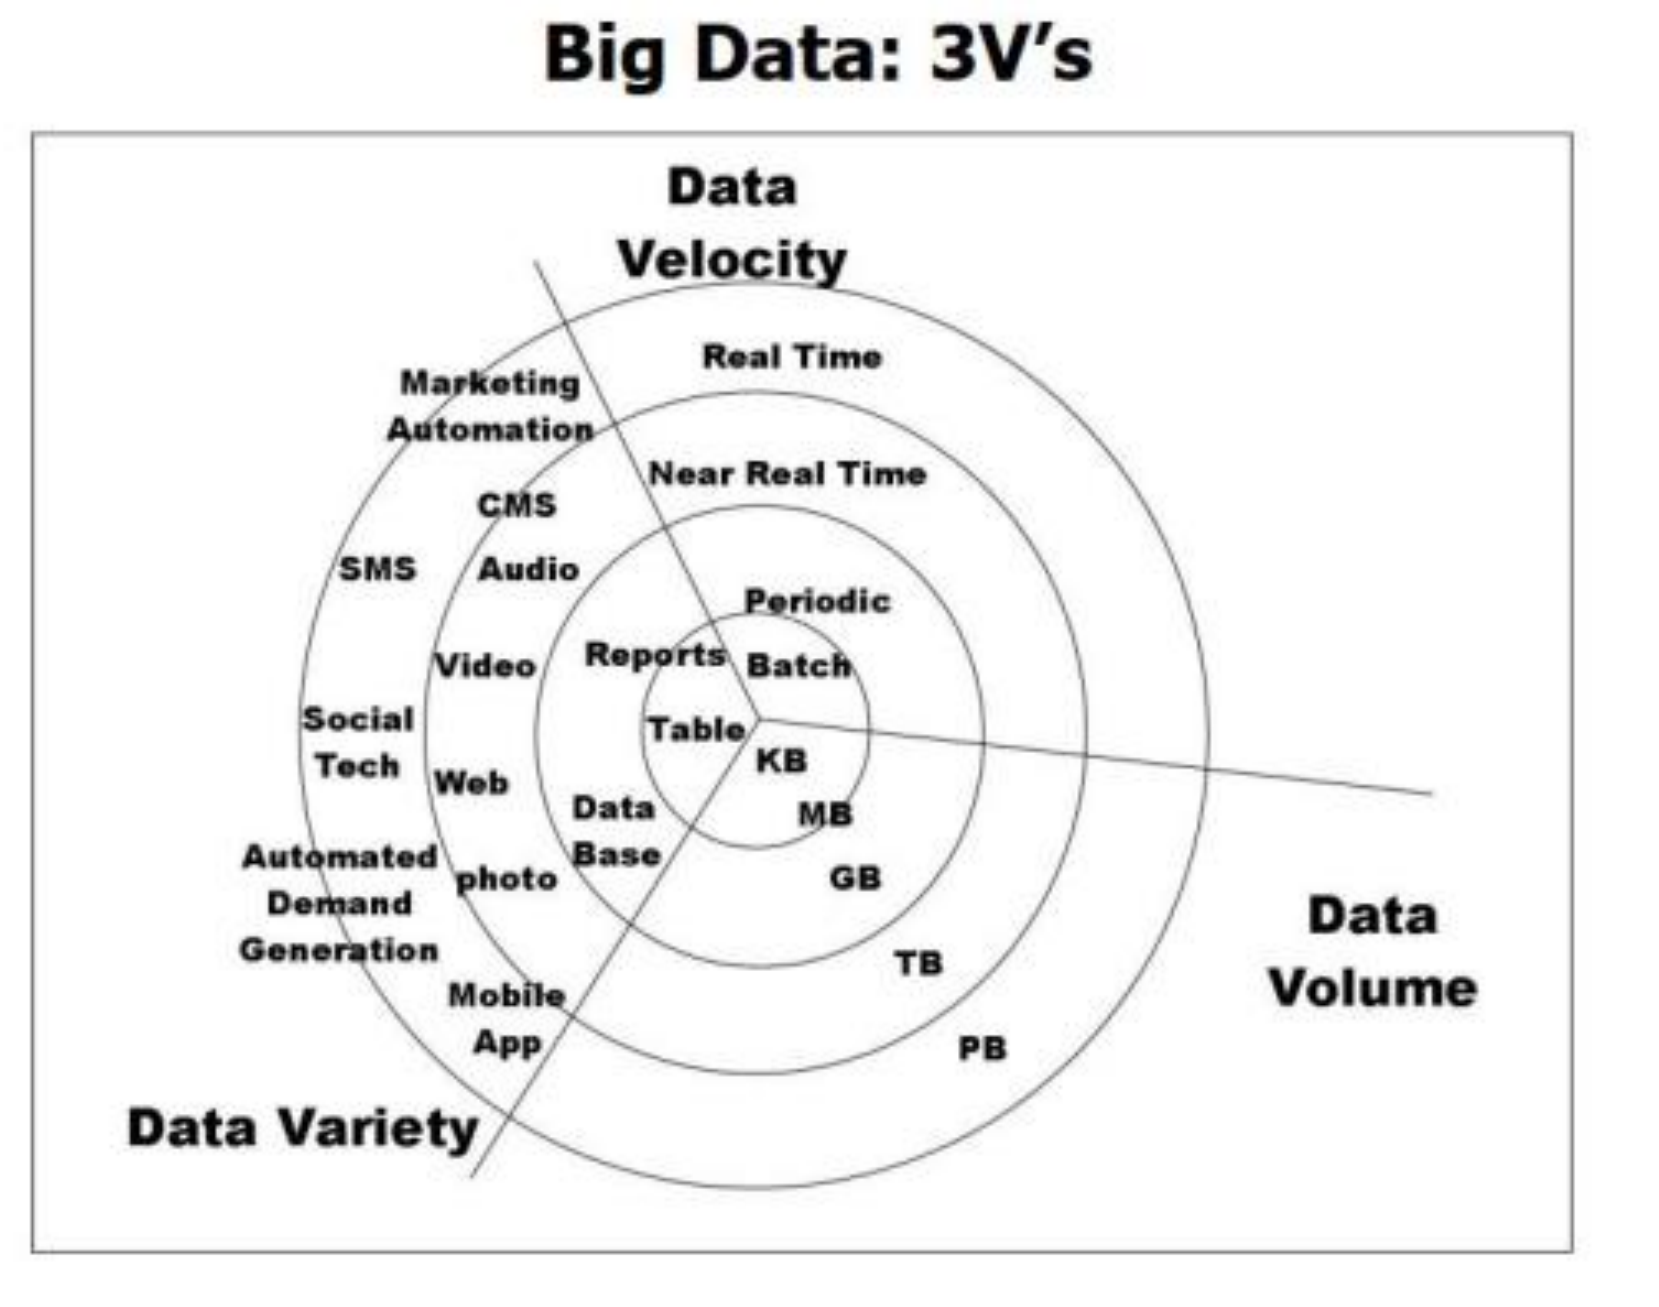 Big Data: 3V’s
Data
Velocity
Real Time
Marketing
Automation
Near Real Time
CMS
SMS
Audio
Periodic
Reports
Batch
Video
Social
Tech
Table
KB
Web
Data
Base
MB
Automated
Demand
Generation
photo
GB
Data
Volume
TB
Mobile
App
PB
Data Variety